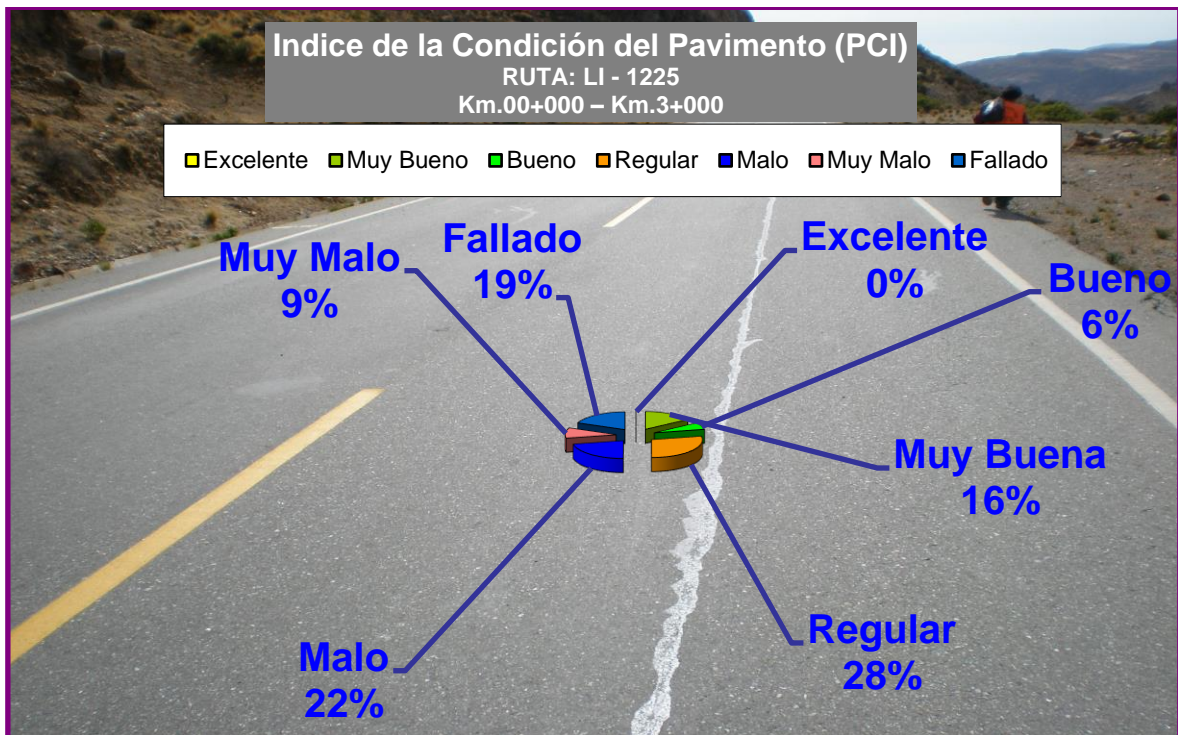 Indice de la Condición del Pavimento (PCI)
RUTA: LI - 1225
Km.00+000 – Km.3+000
Excelente Muy Bueno Bueno Regular Malo Muy Malo Fallado
Muy Malo
9%
Fallado
19%
Excelente
0%
Bueno
6%
Muy Buena
16%
Malo
22%
Regular
28%